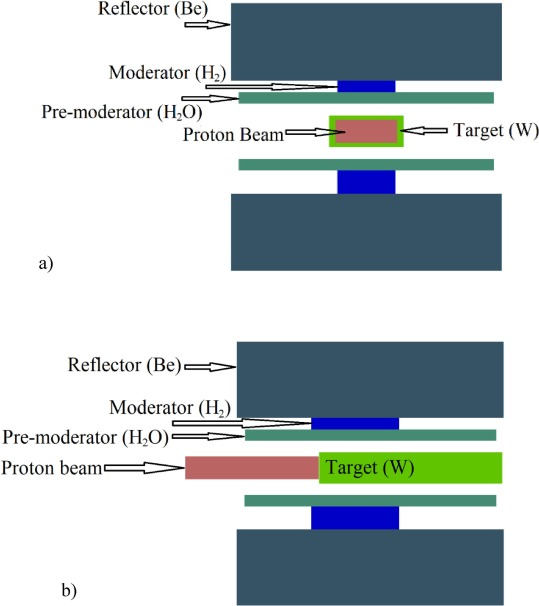 Reflector (Be)
Moderator (H₂)
Pre-moderator (H₂O)
Proton Beam
Target (W)
a)
Reflector (Be)
Moderator (H₂)
Pre-moderator (H₂O)
Proton beam
Target (W)
b)